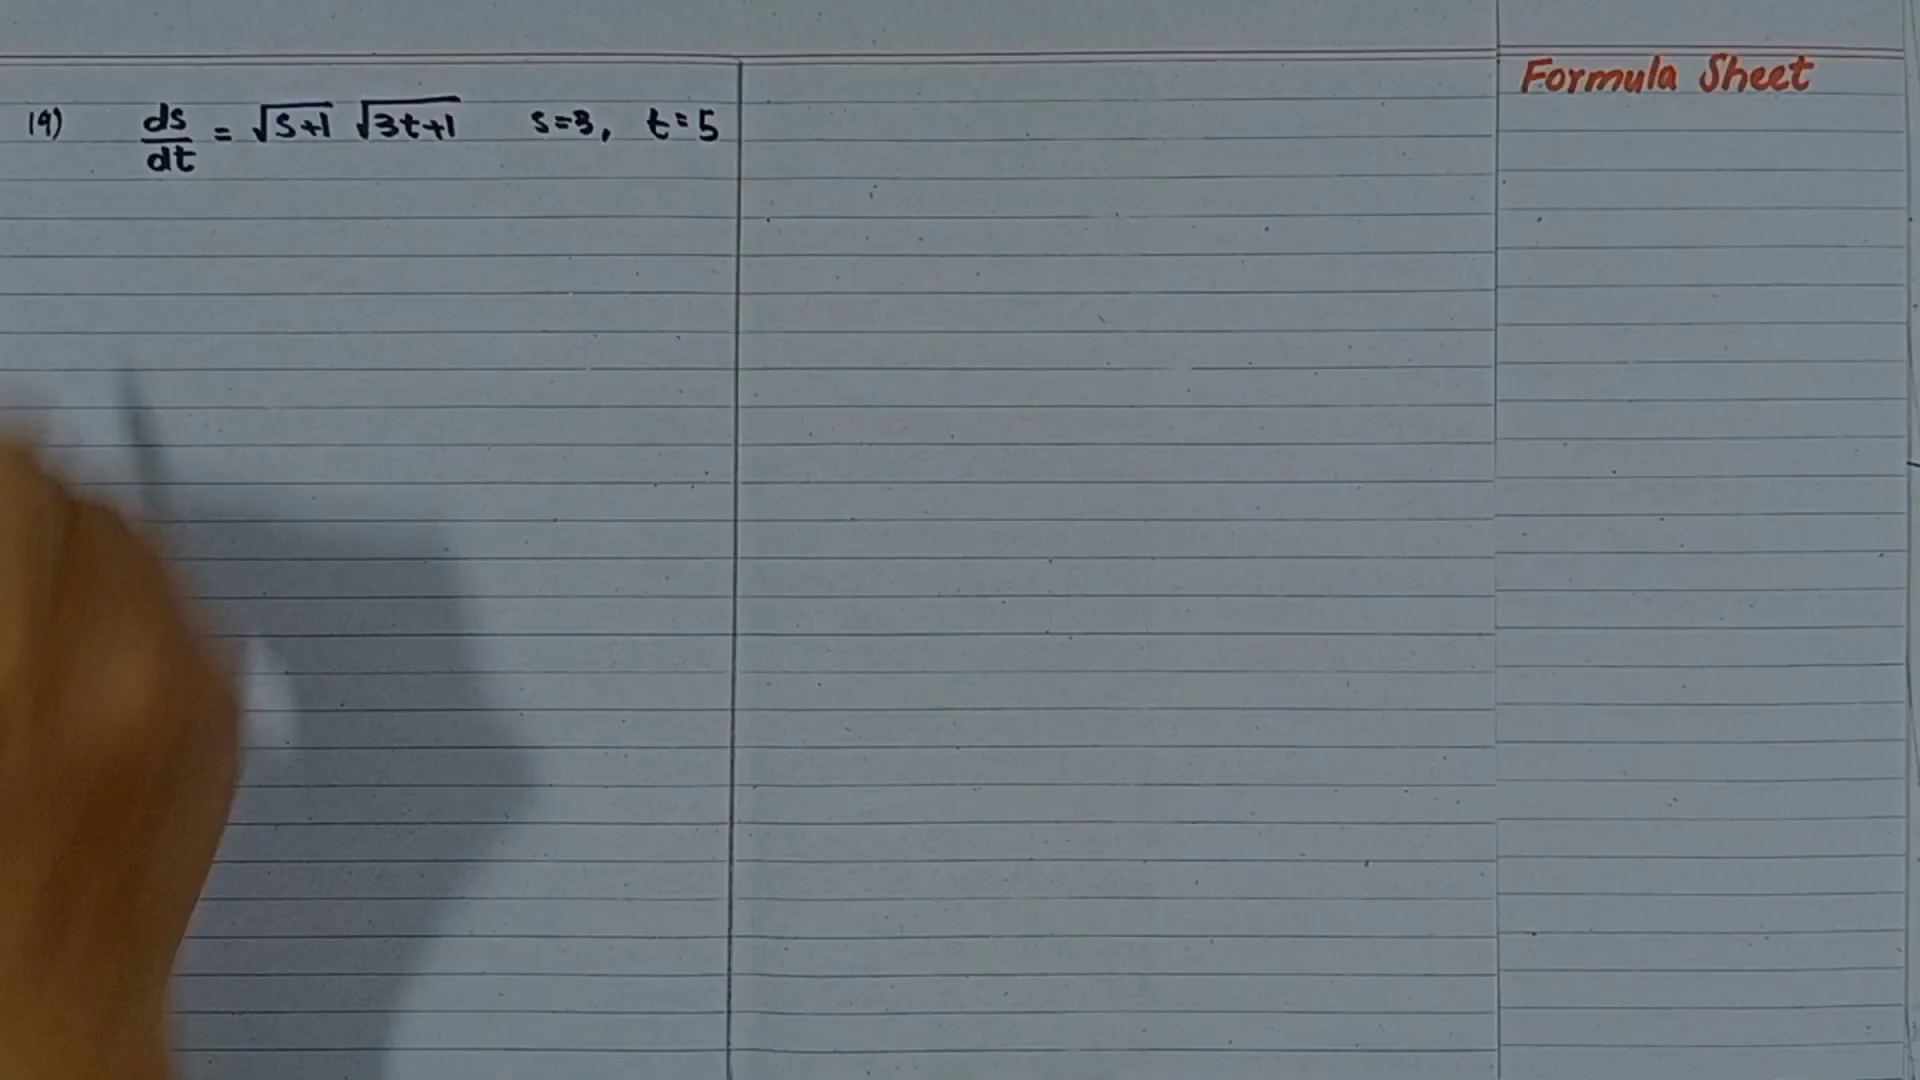 19) ds/dt = √s+1 √3t+1 s=3, t=5
Formula Sheet